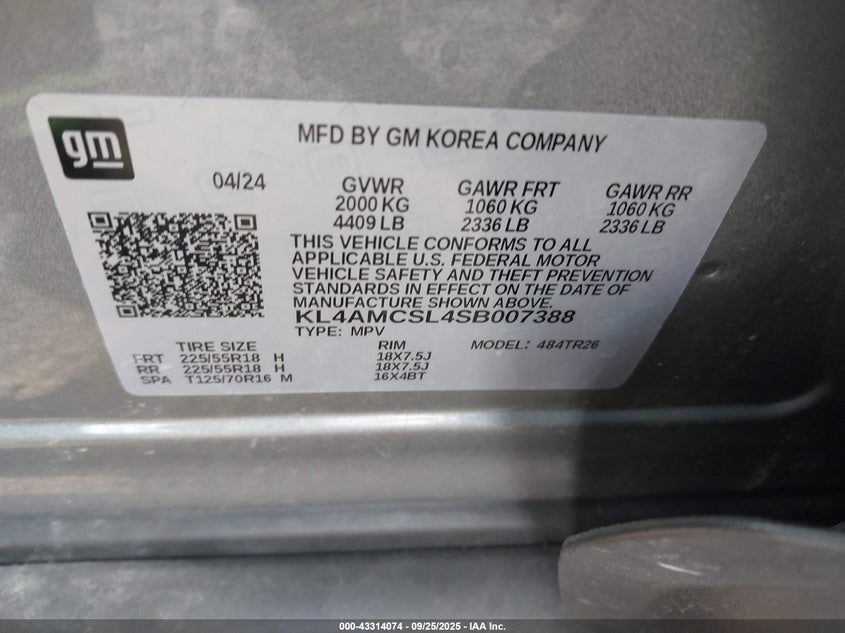 gm
MFD BY GM KOREA COMPANY
04/24 GVWR GAWR FRT GAWR RR
2000 KG 1060 KG 1060 KG
4409 LB 2336 LB 2336 LB
THIS VEHICLE CONFORMS TO ALL
APPLICABLE U.S. FEDERAL MOTOR
VEHICLE SAFETY AND THEFT PREVENTION
STANDARDS IN EFFECT ON THE DATE OF
MANUFACTURE SHOWN ABOVE.
KL4AMCSL4SB007388
TYPE: MPV
TIRE SIZE RIM MODEL: 484TR26
FRT 225/55R18 H 18X7.5J
RR 225/55R18 H 18X7.5J
SPA T125/70R16 M 16X4BT
000-43314074 | 09/25/2025 | IAA Inc.